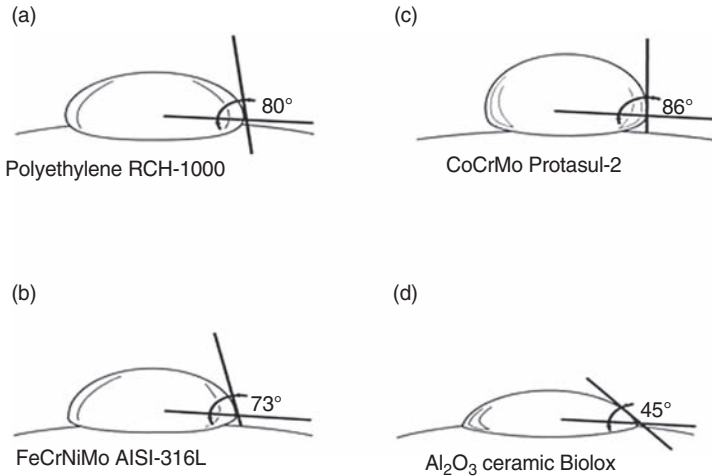 (a)
80°
Polyethylene RCH-1000
(c)
86°
CoCrMo Protasul-2
(b)
73°
FeCrNiMo AISI-316L
(d)
45°
Al₂O₃ ceramic Biolox